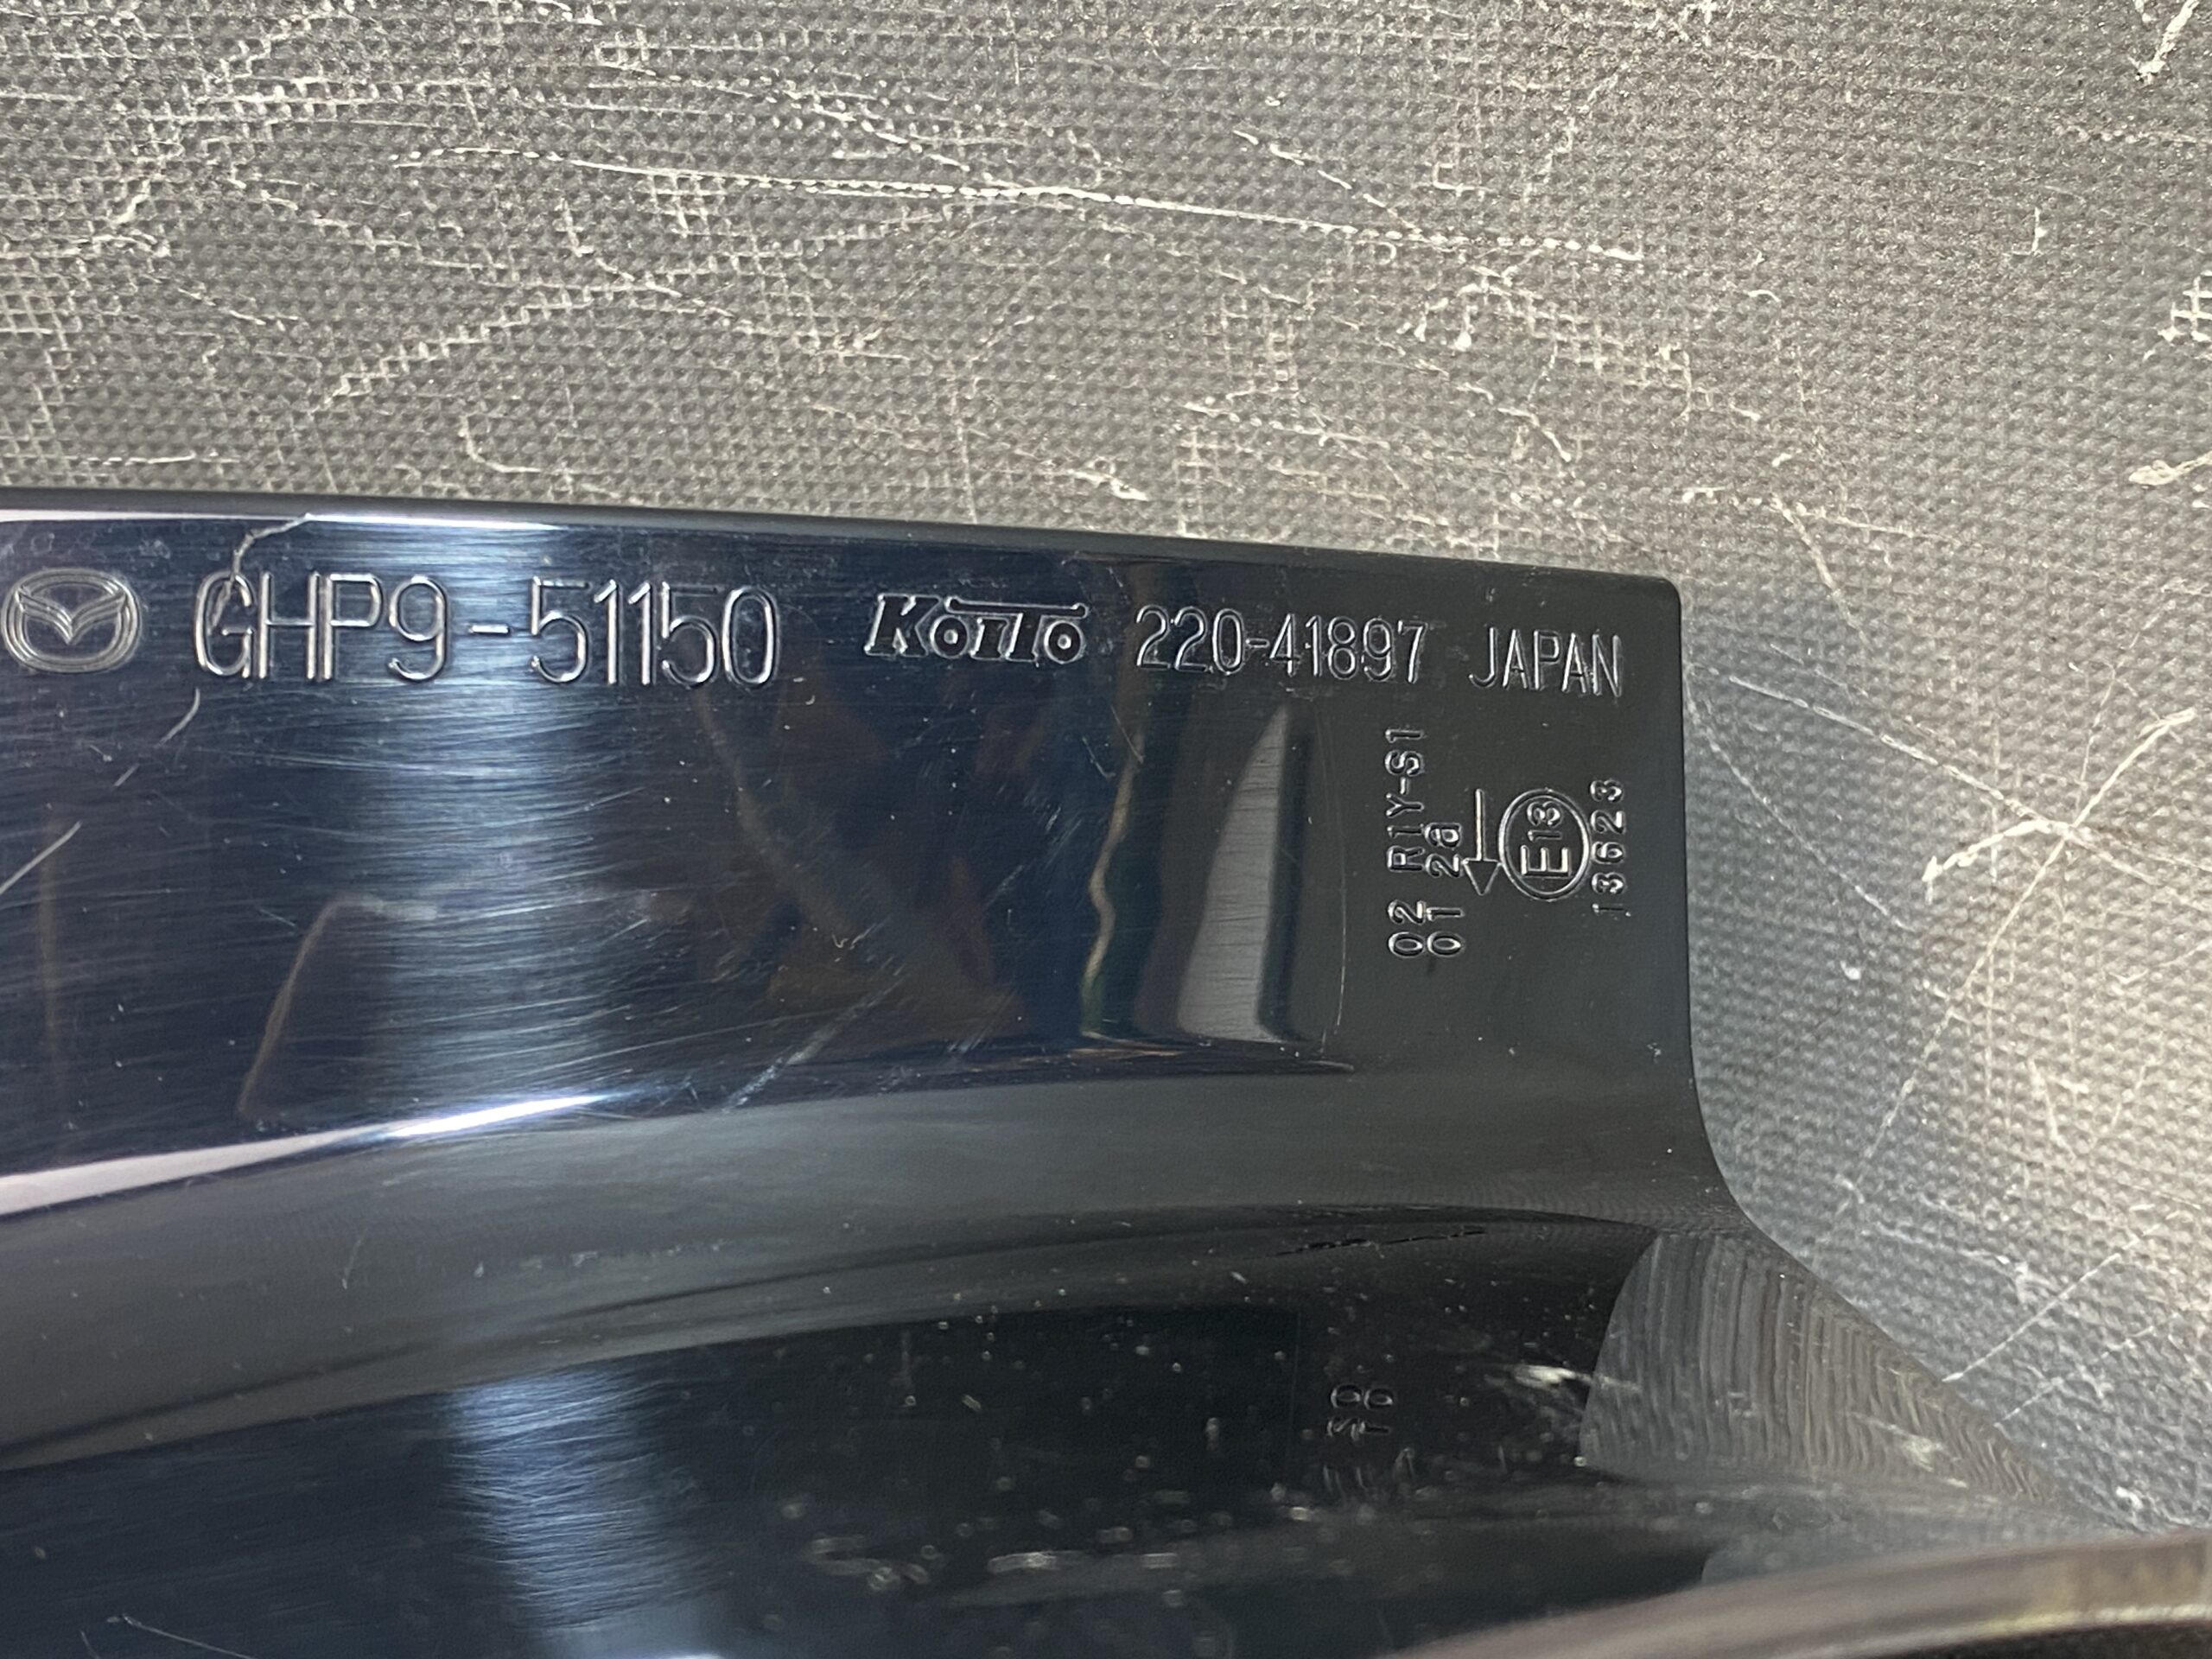 GHP9-51150 KOITO 220-41897 JAPAN
02 R1Y-S1
01 2a
E13
13623